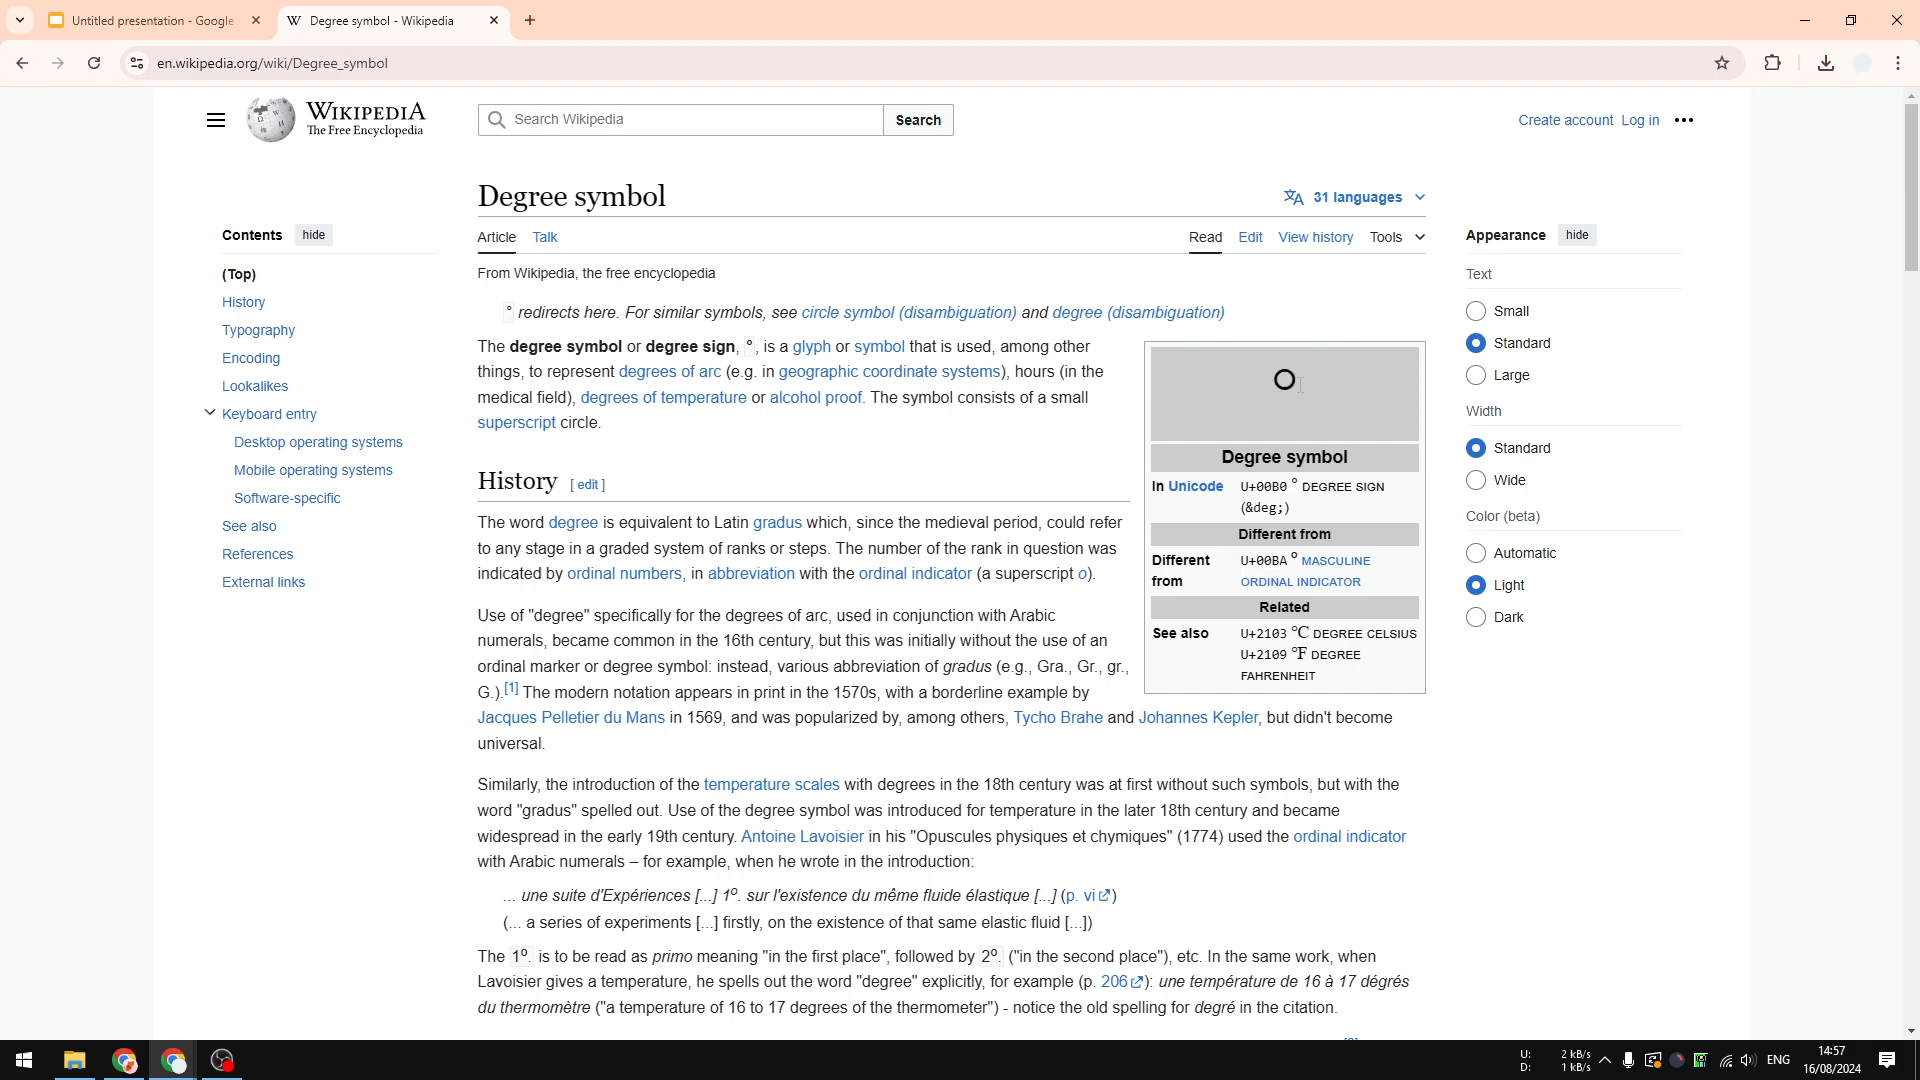 Untitled presentation - Google
Degree symbol - Wikipedia
en.wikipedia.org/wiki/Degree_symbol
WIKIPEDIA
The Free Encyclopedia
Search Wikipedia
Search
Create account Log in
Degree symbol
31 languages
Contents hide
(Top)
History
Typography
Encoding
Lookalikes
Keyboard entry
Desktop operating systems
Mobile operating systems
Software-specific
See also
References
External links
Article Talk
Read Edit View history Tools
From Wikipedia, the free encyclopedia
° redirects here. For similar symbols, see circle symbol (disambiguation) and degree (disambiguation)
The degree symbol or degree sign, °, is a glyph or symbol that is used, among other
things, to represent degrees of arc (e.g. in geographic coordinate systems), hours (in the
medical field), degrees of temperature or alcohol proof. The symbol consists of a small
superscript circle.
History [ edit ]
The word degree is equivalent to Latin gradus which, since the medieval period, could refer
to any stage in a graded system of ranks or steps. The number of the rank in question was
indicated by ordinal numbers, in abbreviation with the ordinal indicator (a superscript o).
Use of "degree" specifically for the degrees of arc, used in conjunction with Arabic
numerals, became common in the 16th century, but this was initially without the use of an
ordinal marker or degree symbol: instead, various abbreviation of gradus (e.g., Gra., Gr., gr.,
G.).[1] The modern notation appears in print in the 1570s, with a borderline example by
Jacques Pelletier du Mans in 1569, and was popularized by, among others, Tycho Brahe and Johannes Kepler, but didn't become
universal.
Similarly, the introduction of the temperature scales with degrees in the 18th century was at first without such symbols, but with the
word "gradus" spelled out. Use of the degree symbol was introduced for temperature in the later 18th century and became
widespread in the early 19th century. Antoine Lavoisier in his "Opuscules physiques et chymiques" (1774) used the ordinal indicator
with Arabic numerals – for example, when he wrote in the introduction:
... une suite d'Expériences [...] 1º. sur l'existence du même fluide élastique [...] (p. vi)
(... a series of experiments [...] firstly, on the existence of that same elastic fluid [...])
The 1º. is to be read as primo meaning "in the first place", followed by 2º. ("in the second place"), etc. In the same work, when
Lavoisier gives a temperature, he spells out the word "degree" explicitly, for example (p. 206): une température de 16 à 17 dégrés
du thermomètre ("a temperature of 16 to 17 degrees of the thermometer") - notice the old spelling for degré in the citation.
°
Degree symbol
In Unicode U+00B0 ° DEGREE SIGN
(&deg;)
Different from
Different U+00BA º MASCULINE
from ORDINAL INDICATOR
Related
See also U+2103 ℃ DEGREE CELSIUS
U+2109 ℉ DEGREE
FAHRENHEIT
Appearance hide
Text
Small
Standard
Large
Width
Standard
Wide
Color (beta)
Automatic
Light
Dark
U: 2 kB/s
D: 1 kB/s
ENG
14:57
16/08/2024